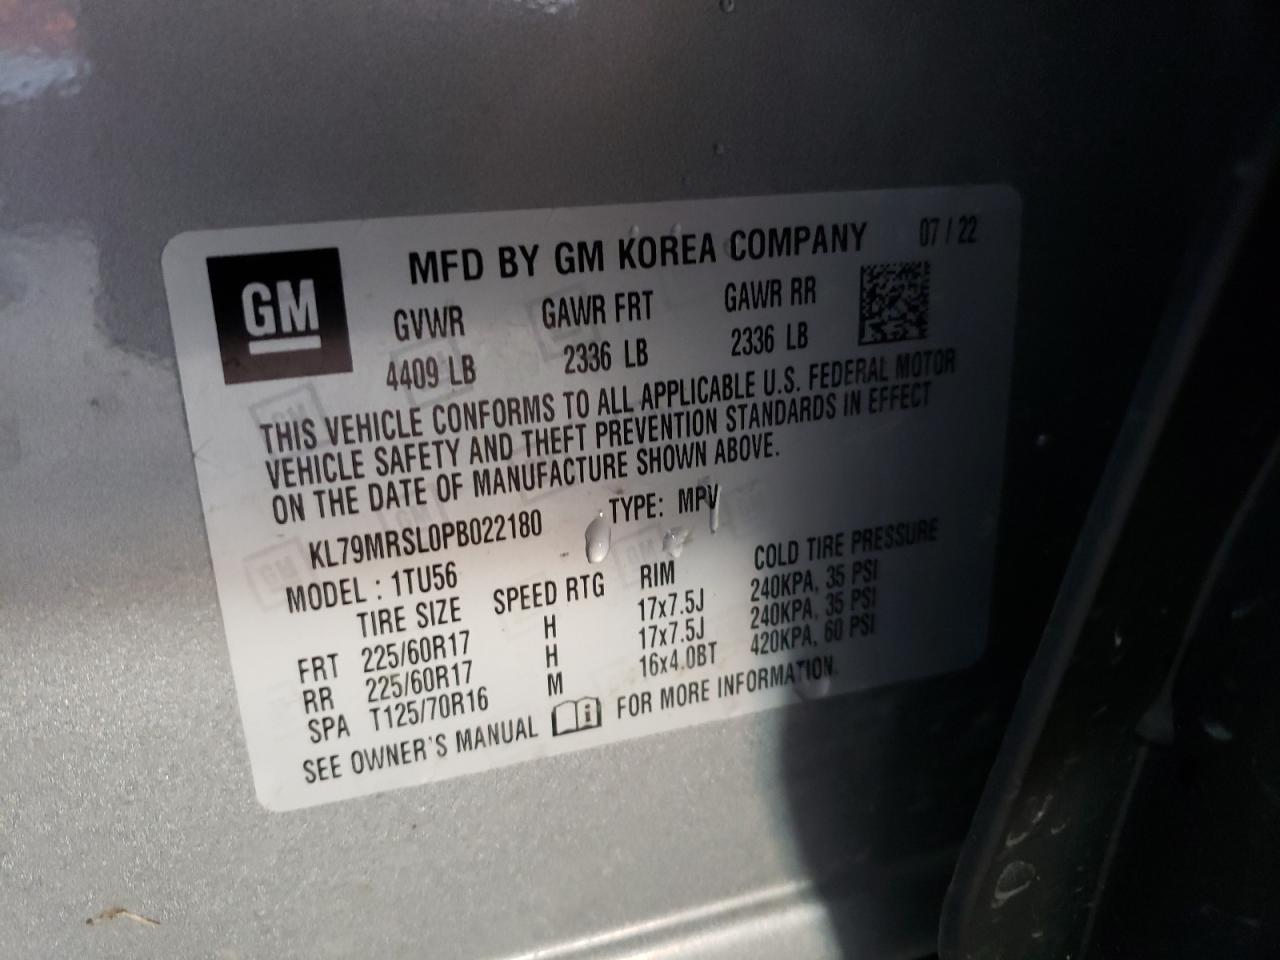 GM
MFD BY GM KOREA COMPANY 07 / 22
GVWR GAWR FRT GAWR RR
4409 LB 2336 LB 2336 LB
THIS VEHICLE CONFORMS TO ALL APPLICABLE U.S. FEDERAL MOTOR
VEHICLE SAFETY AND THEFT PREVENTION STANDARDS IN EFFECT
ON THE DATE OF MANUFACTURE SHOWN ABOVE.
KL79MRSL0PB022180 TYPE: MPV
MODEL : 1TU56
TIRE SIZE SPEED RTG RIM COLD TIRE PRESSURE
FRT 225/60R17 H 17x7.5J 240KPA, 35 PSI
RR 225/60R17 H 17x7.5J 240KPA, 35 PSI
SPA T125/70R16 M 16x4.0BT 420KPA, 60 PSI
SEE OWNER'S MANUAL FOR MORE INFORMATION.